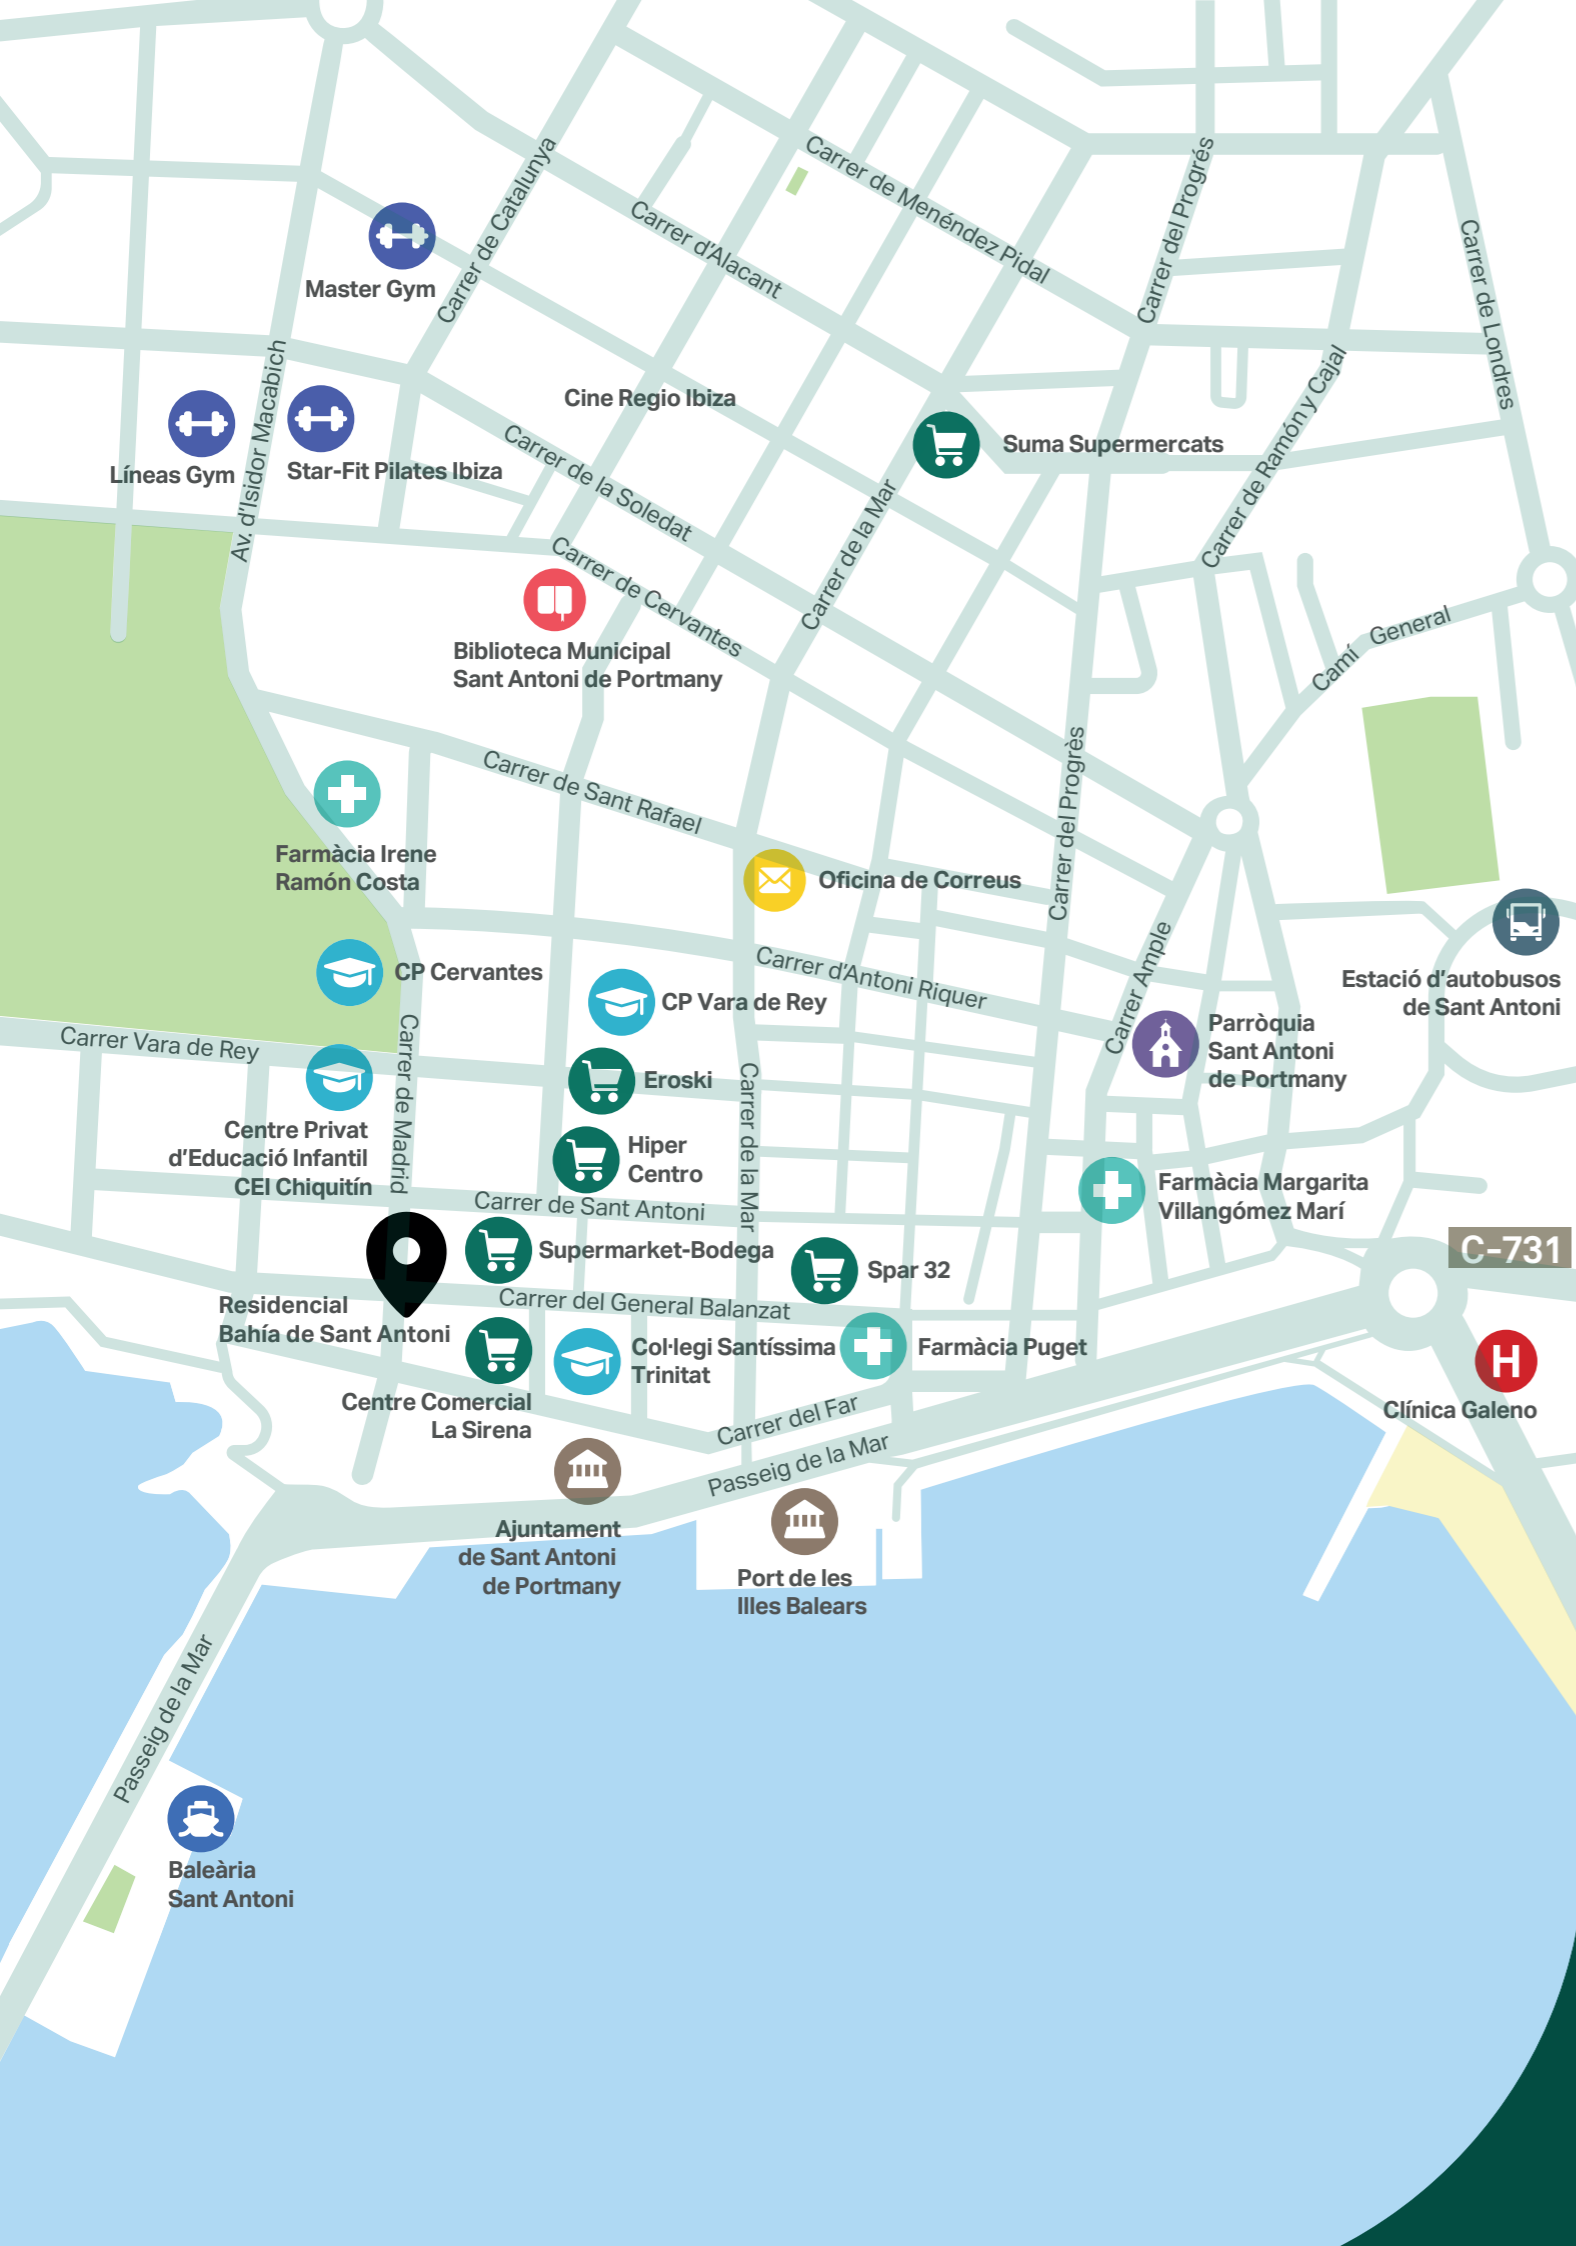 Carrer de Menéndez Pidal
Carrer del Progrés
Carrer de Catalunya
Carrer d'Alacant
Carrer de Londres
Master Gym
Av. d'Isidor Macabich
Carrer de Ramón y Cajal
Cine Regio Ibiza
Suma Supermercats
Líneas Gym
Star-Fit Pilates Ibiza
Carrer de la Soledat
Carrer de la Mar
Carrer de Cervantes
Camí General
Biblioteca Municipal
Sant Antoni de Portmany
Carrer de Sant Rafael
Carrer del Progrès
Farmàcia Irene
Ramón Costa
Oficina de Correus
CP Cervantes
Carrer d'Antoni Riquer
Carrer Ample
Estació d'autobusos
de Sant Antoni
CP Vara de Rey
Parròquia
Sant Antoni
de Portmany
Carrer Vara de Rey
Carrer de Madrid
Eroski
Carrer de la Mar
Centre Privat
d'Educació Infantil
CEI Chiquitín
Hiper
Centro
Farmàcia Margarita
Villangómez Marí
Carrer de Sant Antoni
Supermarket-Bodega
Spar 32
C-731
Residencial
Bahía de Sant Antoni
Carrer del General Balanzat
Col·legi Santíssima
Trinitat
Farmàcia Puget
H
Clínica Galeno
Centre Comercial
La Sirena
Carrer del Far
Passeig de la Mar
Ajuntament
de Sant Antoni
de Portmany
Port de les
Illes Balears
Passeig de la Mar
Baleària
Sant Antoni